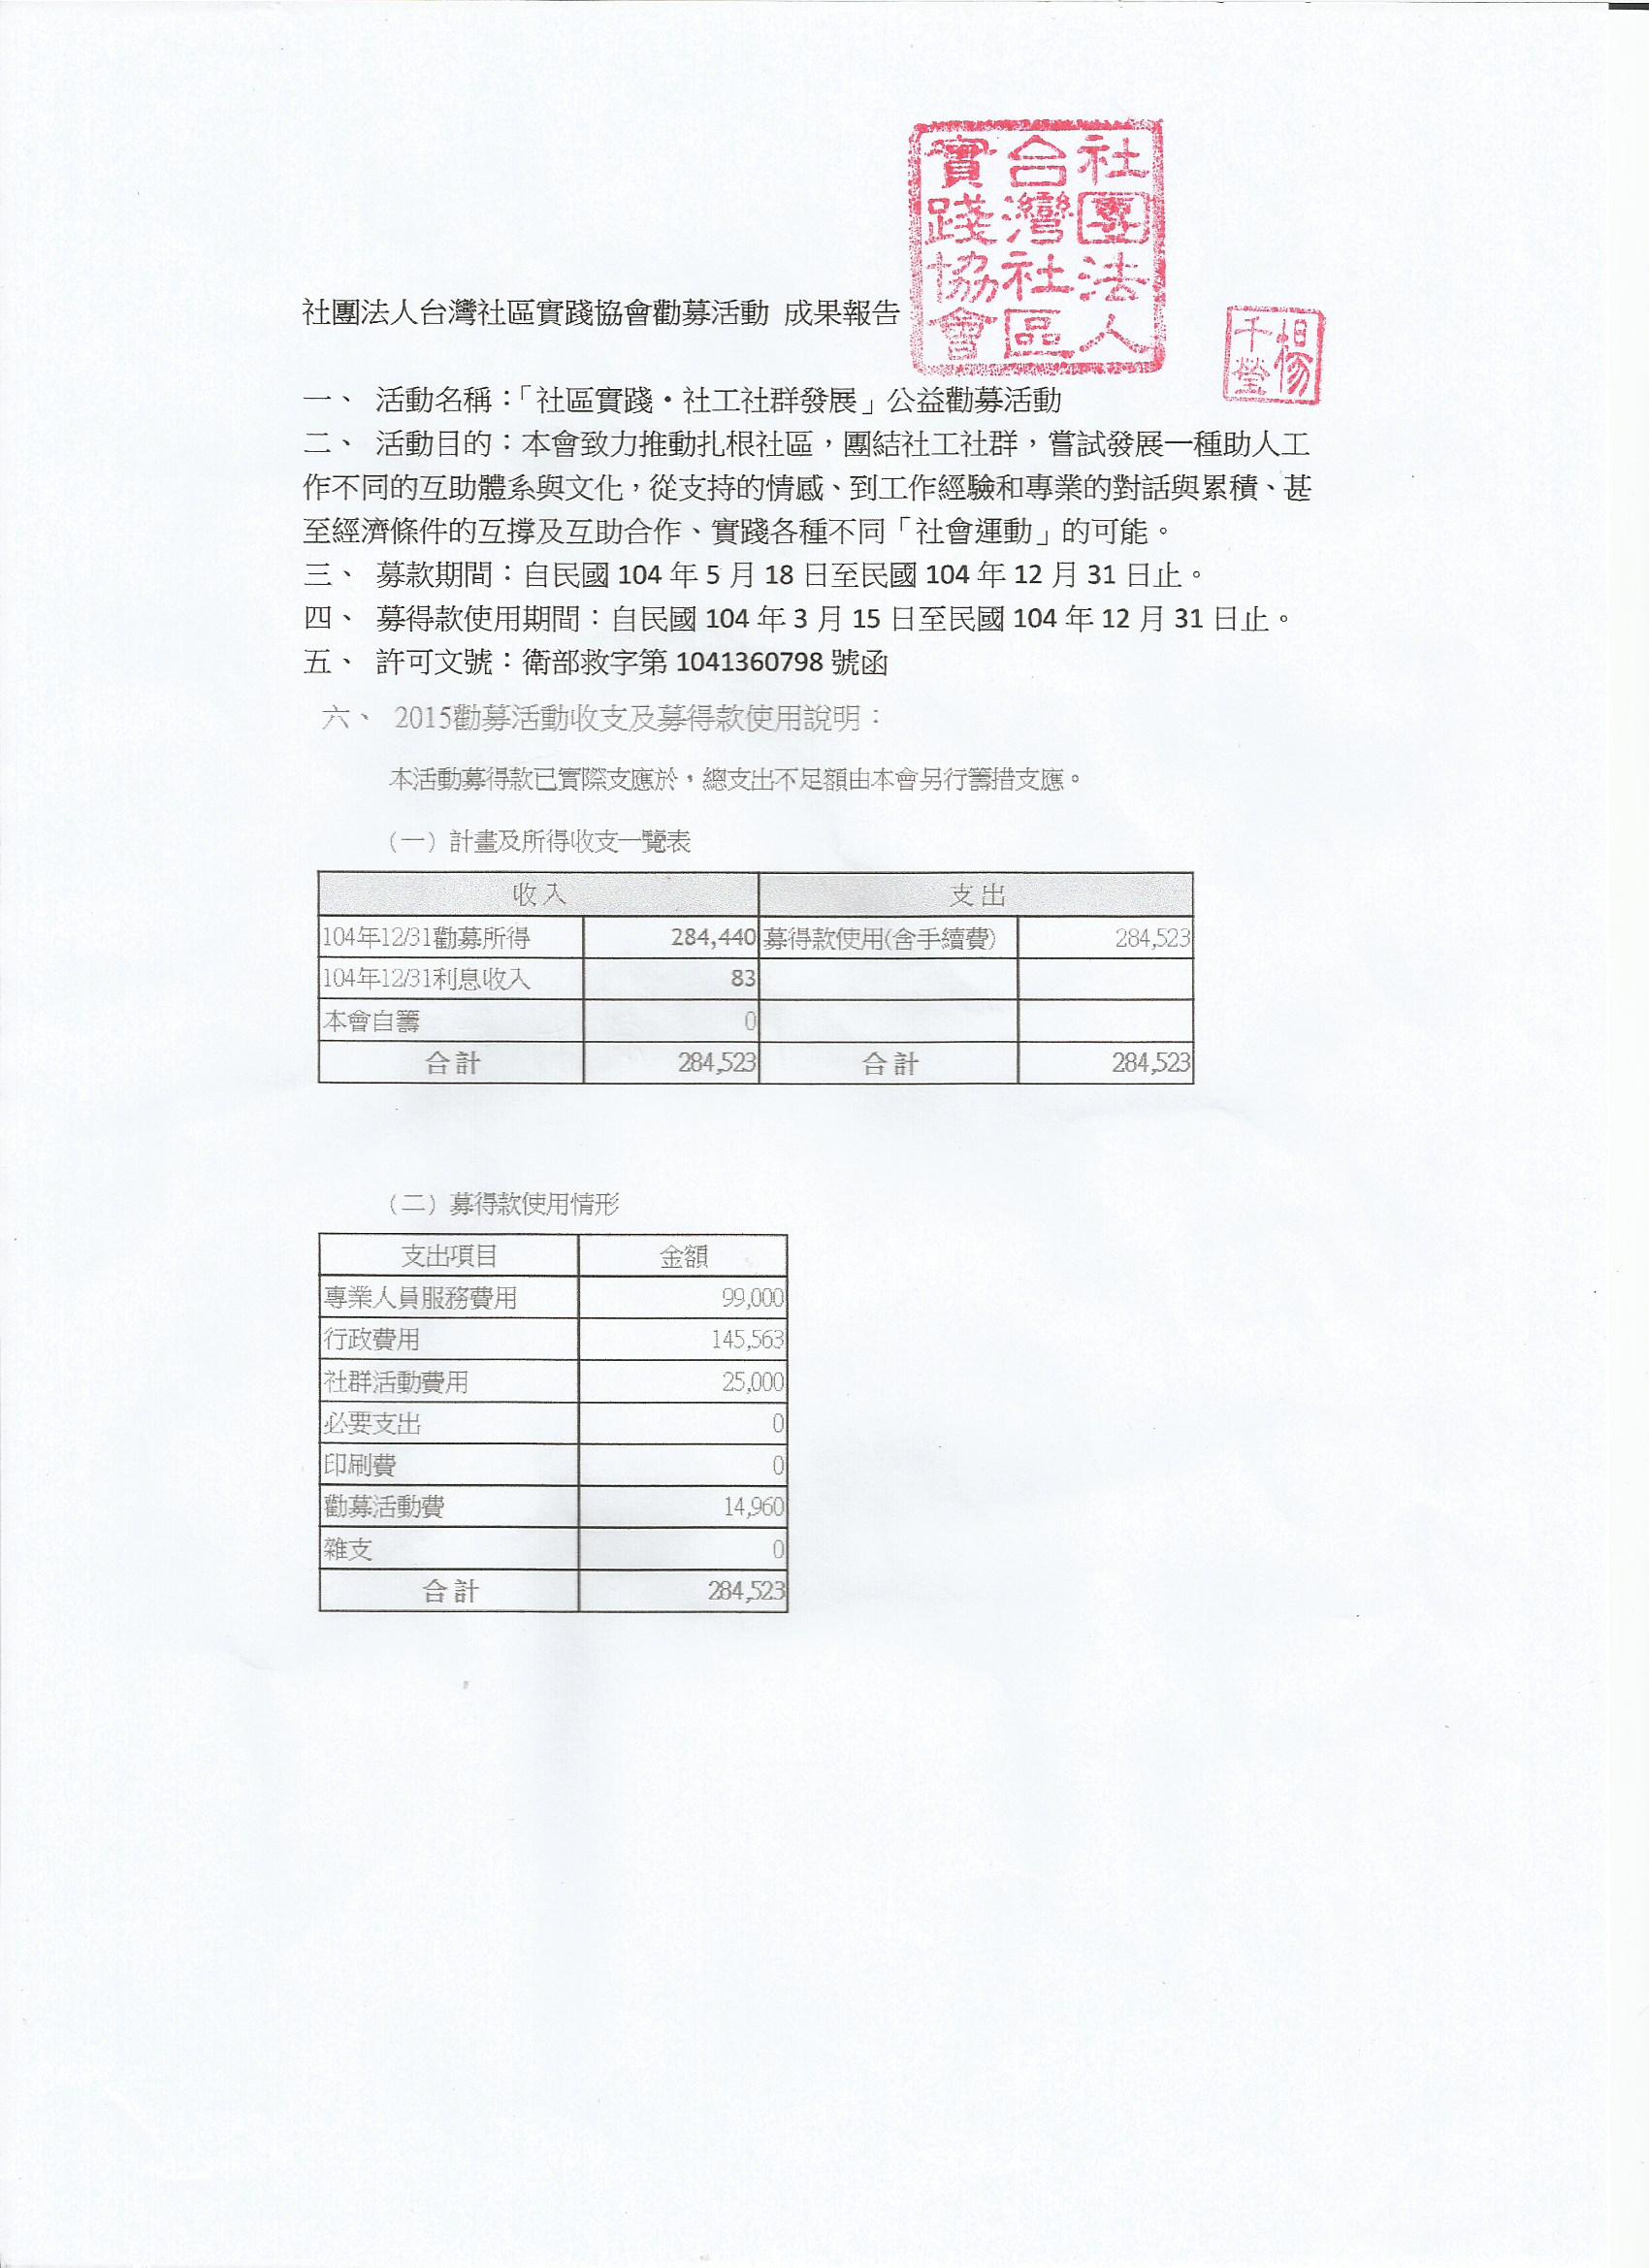 社團法人台灣社區實踐協會
楊千瑩
社團法人台灣社區實踐協會勸募活動 成果報告
一、 活動名稱：「社區實踐・社工社群發展」公益勸募活動
二、 活動目的：本會致力推動扎根社區，團結社工社群，嘗試發展一種助人工
作不同的互助體系與文化，從支持的情感、到工作經驗和專業的對話與累積、甚
至經濟條件的互撐及互助合作、實踐各種不同「社會運動」的可能。
三、 募款期間：自民國 104 年 5 月 18 日至民國 104 年 12 月 31 日止。
四、 募得款使用期間：自民國 104 年 3 月 15 日至民國 104 年 12 月 31 日止。
五、 許可文號：衛部救字第 1041360798 號函
六、 2015勸募活動收支及募得款使用說明：
本活動募得款已實際支應於，總支出不足額由本會另行籌措支應。
（一）計畫及所得收支一覽表
收入 支出
104年12/31勸募所得 284,440 募得款使用(含手續費) 284,523
104年12/31利息收入 83
本會自籌 0
合計 284,523 合計 284,523
（二）募得款使用情形
支出項目 金額
專業人員服務費用 99,000
行政費用 145,563
社群活動費用 25,000
必要支出 0
印刷費 0
勸募活動費 14,960
雜支 0
合計 284,523